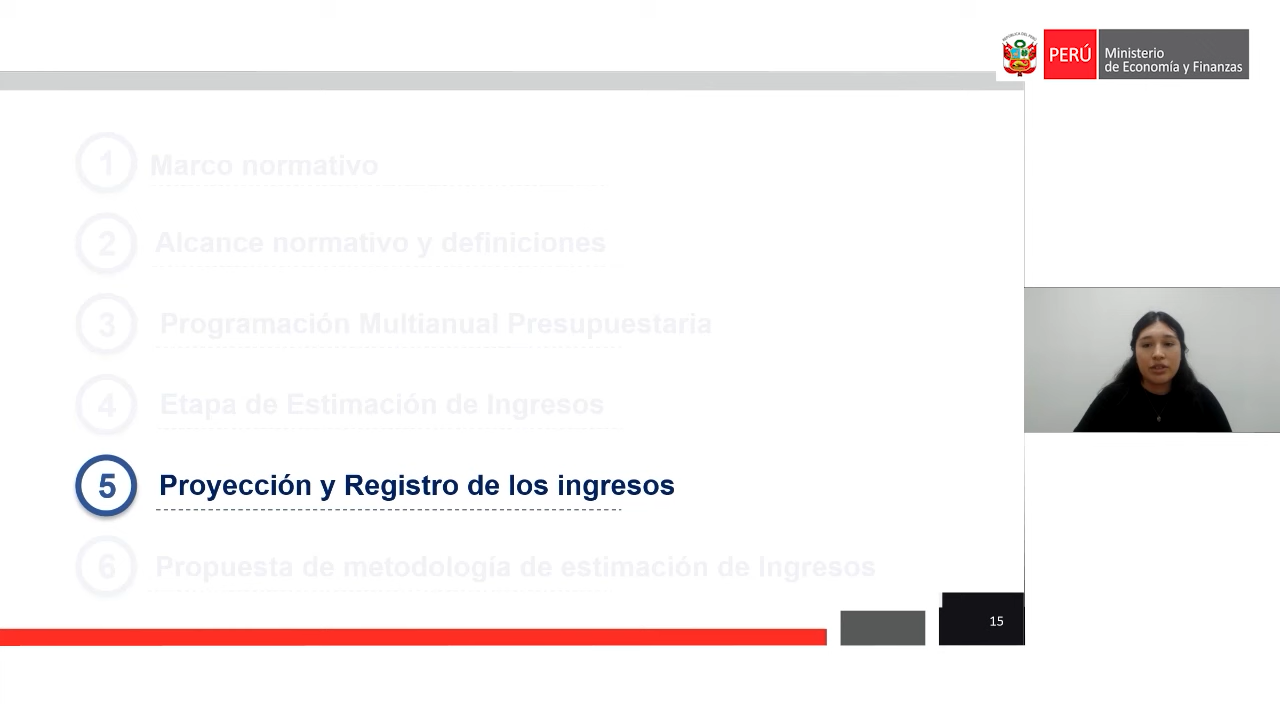 PERÚ
Ministerio
de Economía y Finanzas
1 Marco normativo
2 Alcance normativo y definiciones
3 Programación Multianual Presupuestaria
4 Etapa de Estimación de Ingresos
5 Proyección y Registro de los ingresos
6 Propuesta de metodología de estimación de Ingresos
15